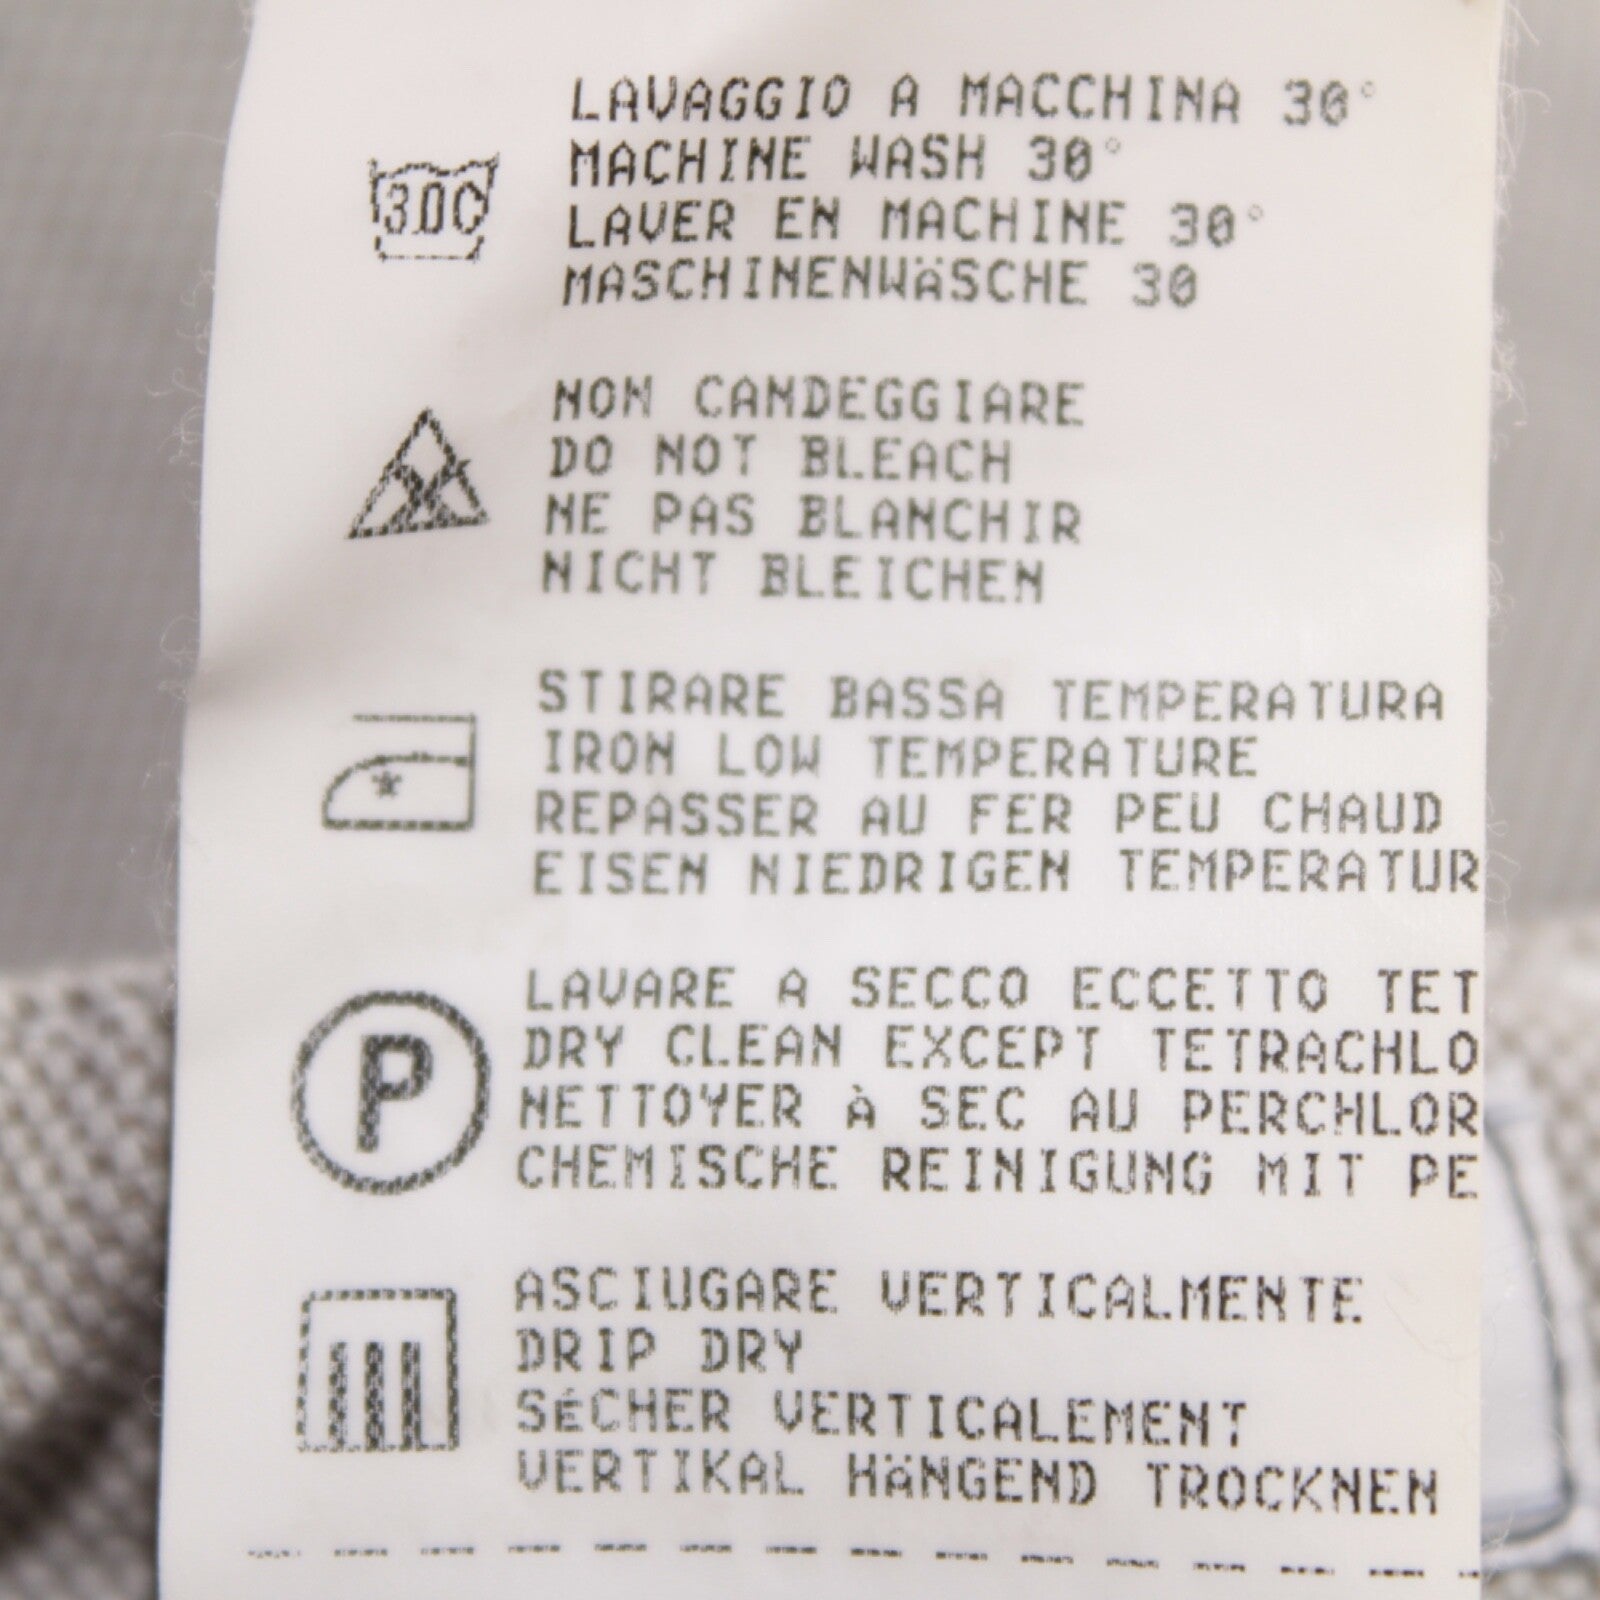 LAVAGGIO A MACCHINA 30°
MACHINE WASH 30°
30C
LAVER EN MACHINE 30°
MASCHINENWÄSCHE 30
NON CANDEGGIARE
DO NOT BLEACH
NE PAS BLANCHIR
NICHT BLEICHEN
STIRARE BASSA TEMPERATURA
IRON LOW TEMPERATURE
REPASSER AU FER PEU CHAUD
EISEN NIEDRIGEN TEMPERATUR
LAVARE A SECCO ECCETTO TET
DRY CLEAN EXCEPT TETRACHLO
P
NETTOYER À SEC AU PERCHLOR
CHEMISCHE REINIGUNG MIT PE
ASCIUGARE VERTICALMENTE
DRIP DRY
SÉCHER VERTICALEMENT
VERTIKAL HÄNGEND TROCKNEN